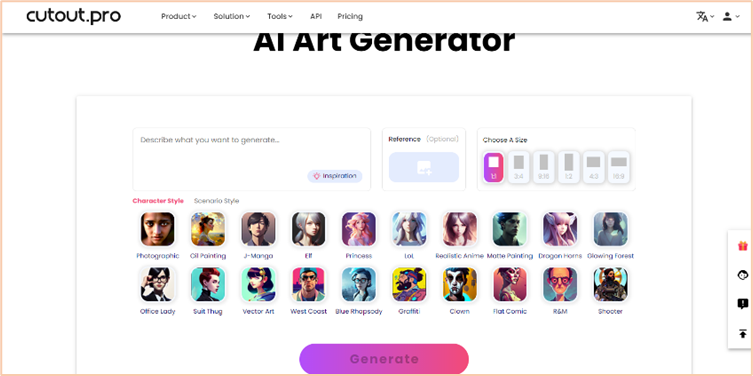 cutout.pro
Product Solution Tools API Pricing
AI Art Generator
Describe what you want to generate...
Inspiration
Reference (Optional)
Choose A Size
1:1 3:4 9:16 1:2 4:3 16:9
Character Style Scenario Style
Photographic Oil Painting J-Manga Elf Princess LoL Realistic Anime Matte Painting Dragon Horns Glowing Forest
Office Lady Suit Thug Vector Art West Coast Blue Rhapsody Graffiti Clown Flat Comic R&M Shooter
Generate